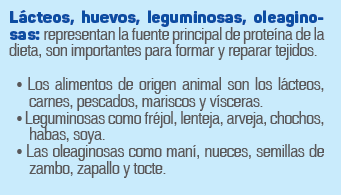 Lácteos, huevos, leguminosas, oleagino-
sas: representan la fuente principal de proteína de la
dieta, son importantes para formar y reparar tejidos.
• Los alimentos de origen animal son los lácteos,
carnes, pescados, mariscos y vísceras.
• Leguminosas como fréjol, lenteja, arveja, chochos,
habas, soya.
• Las oleaginosas como maní, nueces, semillas de
zambo, zapallo y tocte.